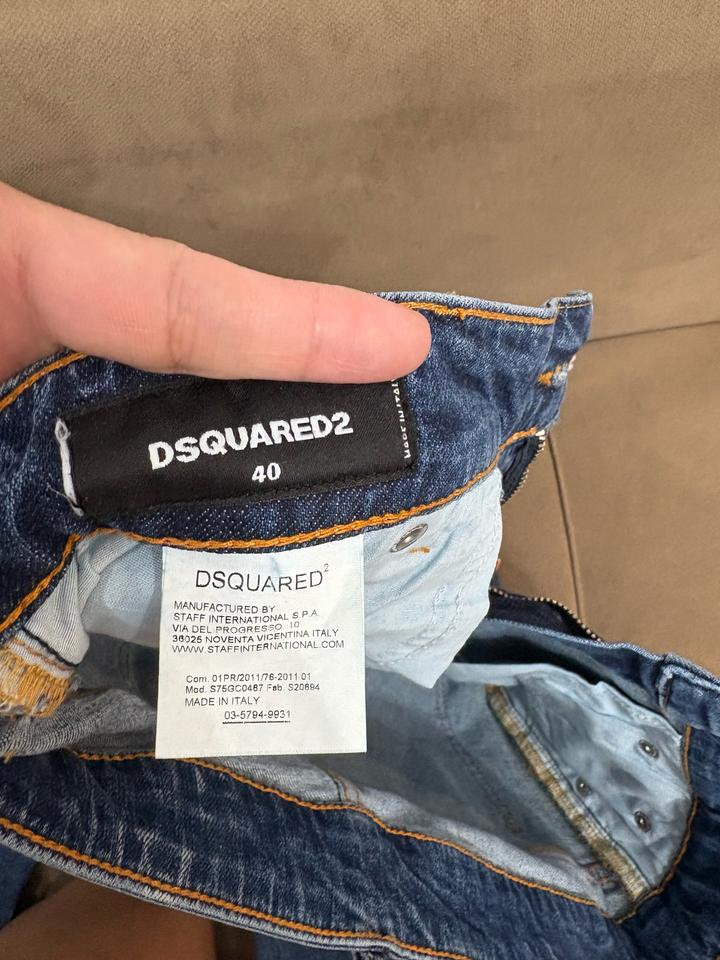 DSQUARED2
40
MADE IN ITALY
DSQUARED2
MANUFACTURED BY
STAFF INTERNATIONAL S.P.A.
VIA DEL PROGRESSO, 10
36025 NOVENTA VICENTINA ITALY
WWW.STAFFINTERNATIONAL.COM
Com. 01PR/2011/76-2011 01
Mod. S75GC0467 Fab. S20694
MADE IN ITALY
03-5794-9931